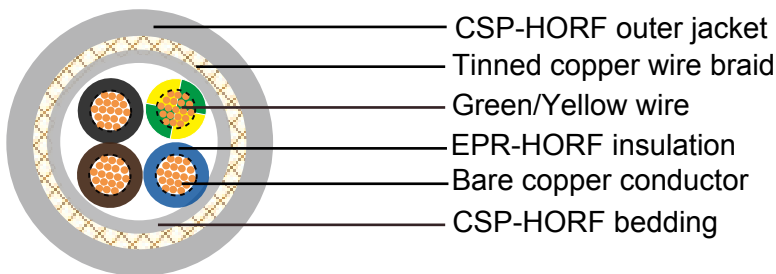 CSP-HORF outer jacket
Tinned copper wire braid
Green/Yellow wire
EPR-HORF insulation
Bare copper conductor
CSP-HORF bedding